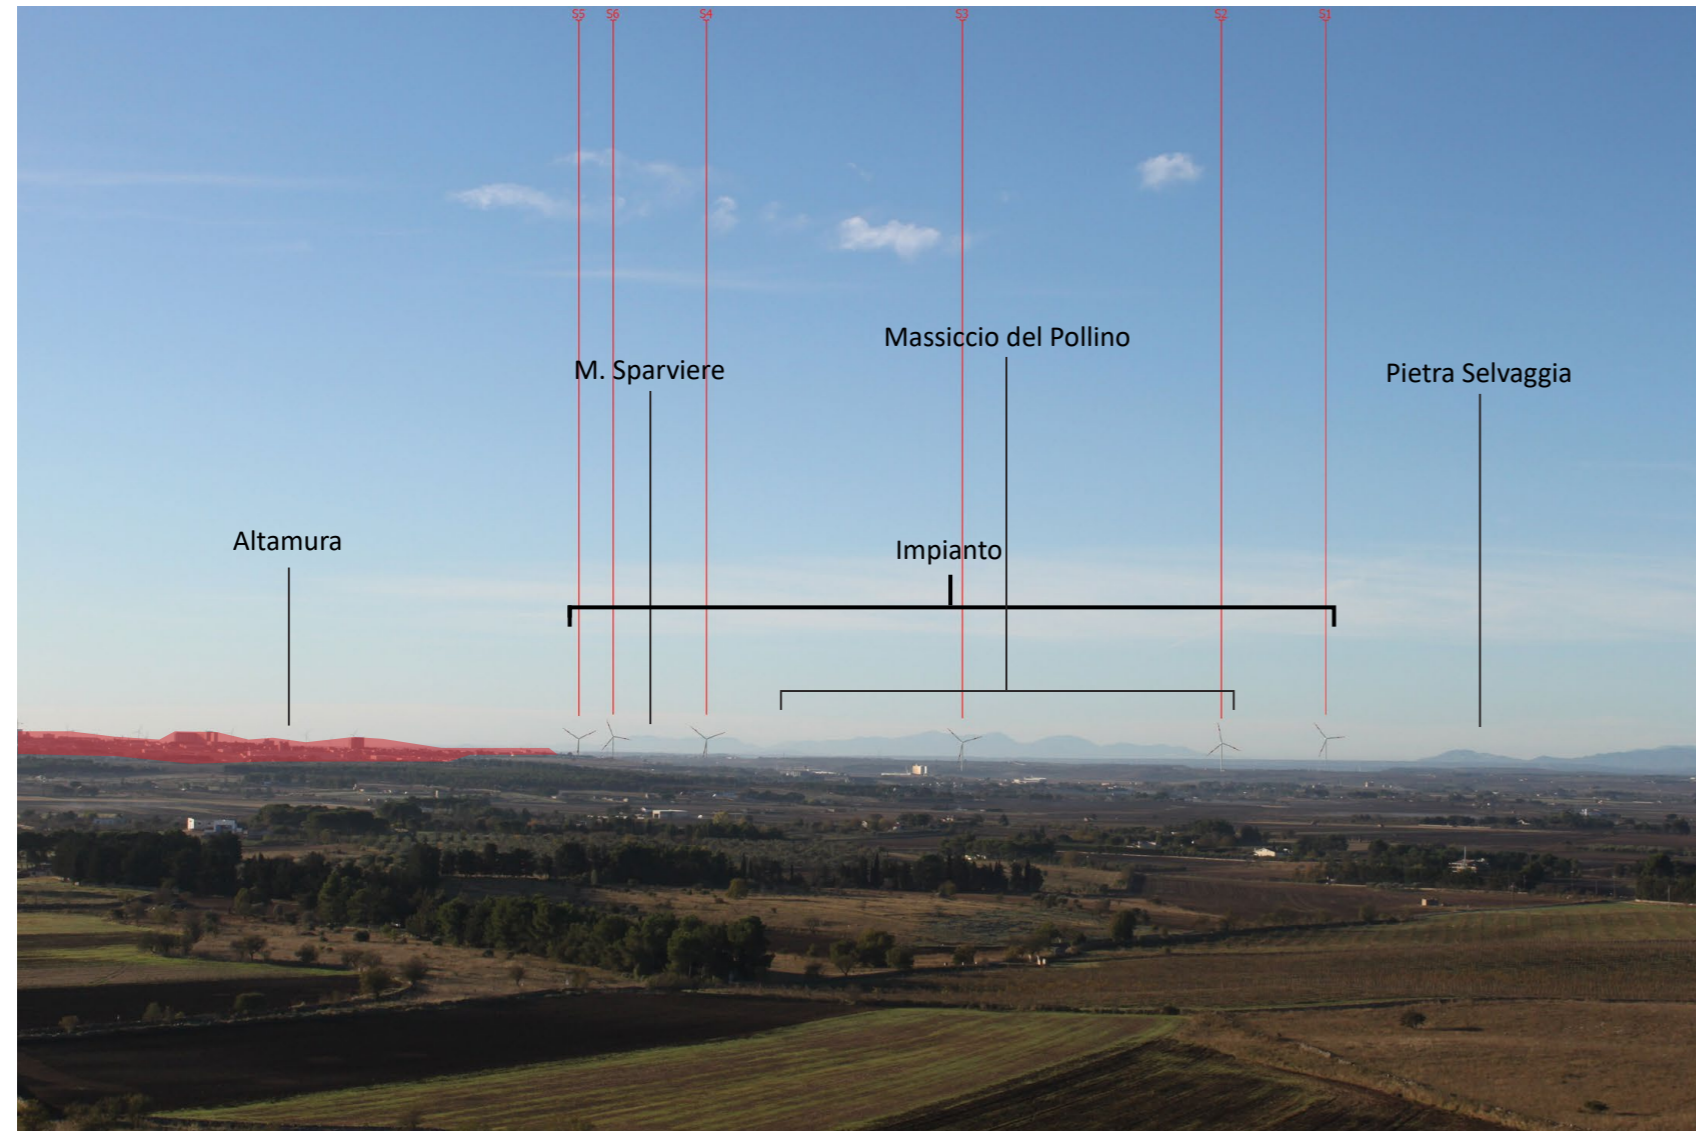 S5
S6
S4
S3
S2
S1
Massiccio del Pollino
M. Sparviere
Pietra Selvaggia
Altamura
Impianto